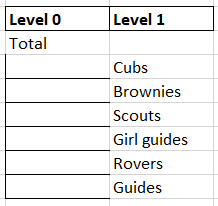 Level 0 Level 1
Total
Cubs
Brownies
Scouts
Girl guides
Rovers
Guides